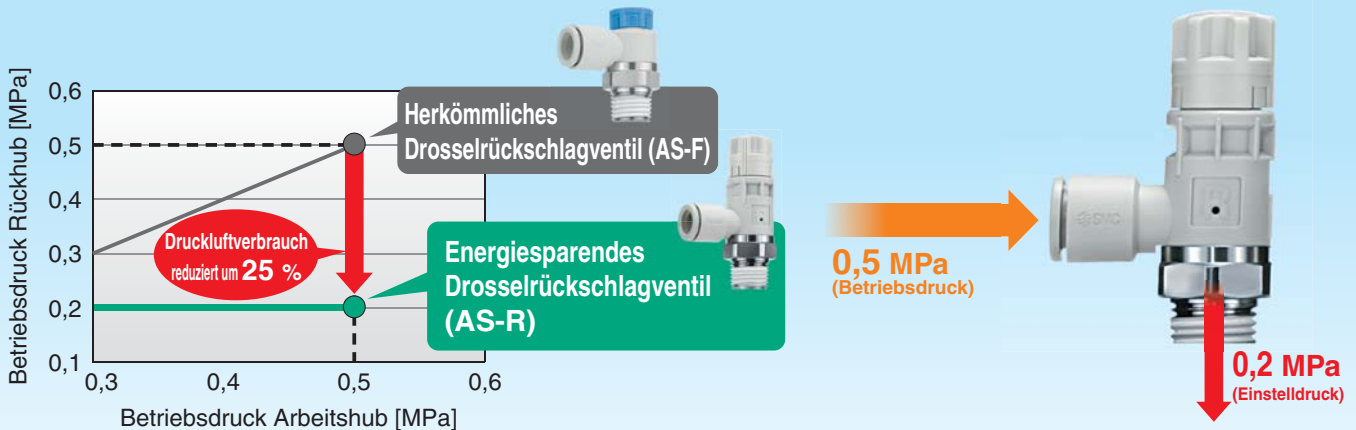 Betriebsdruck Rückhub [MPa]
0,6
0,5
0,4
0,3
0,2
0,1
0,3
0,4
0,5
0,6
Betriebsdruck Arbeitshub [MPa]
Herkömmliches
Drosselrückschlagventil (AS-F)
Druckluftverbrauch
reduziert um 25 %
Energiesparendes
Drosselrückschlagventil
(AS-R)
0,5 MPa
(Betriebsdruck)
SMC
0,2 MPa
(Einstelldruck)